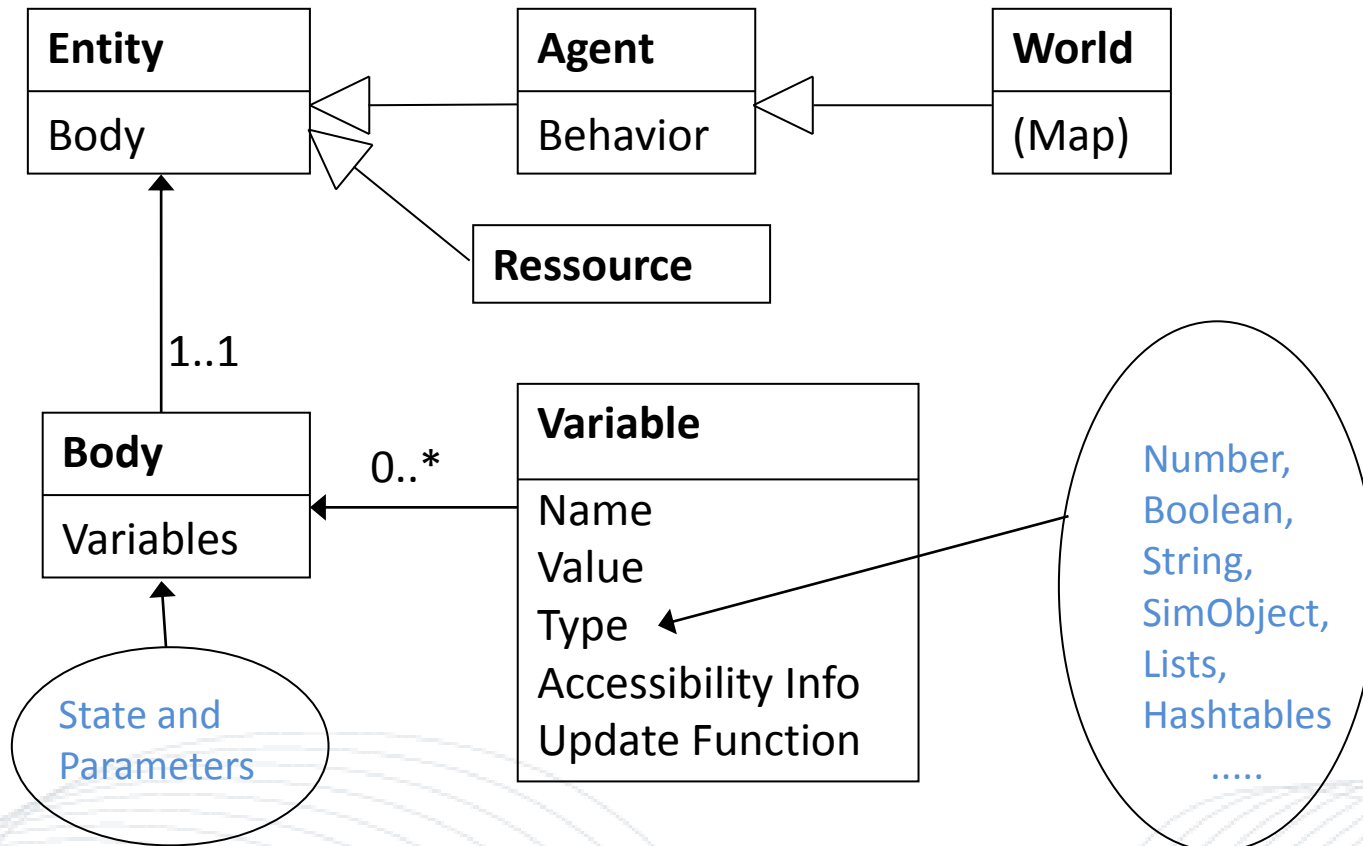 Entity
Body
Agent
Behavior
World
(Map)
Ressource
1..1
Body
Variables
0..*
Variable
Name
Value
Type
Accessibility Info
Update Function
Number,
Boolean,
String,
SimObject,
Lists,
Hashtables
.....
State and
Parameters